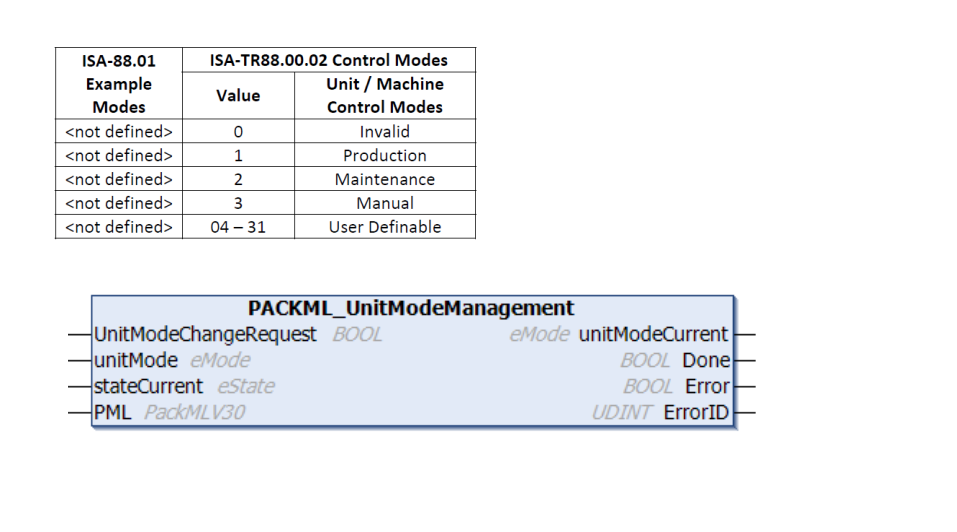 ISA-88.01 Example Modes
ISA-TR88.00.02 Control Modes
Value
Unit / Machine Control Modes
<not defined> 0 Invalid
<not defined> 1 Production
<not defined> 2 Maintenance
<not defined> 3 Manual
<not defined> 04 – 31 User Definable
PACKML_UnitModeManagement
UnitModeChangeRequest BOOL eMode unitModeCurrent
unitMode eMode BOOL Done
stateCurrent eState BOOL Error
PML PackMLV30 UDINT ErrorID